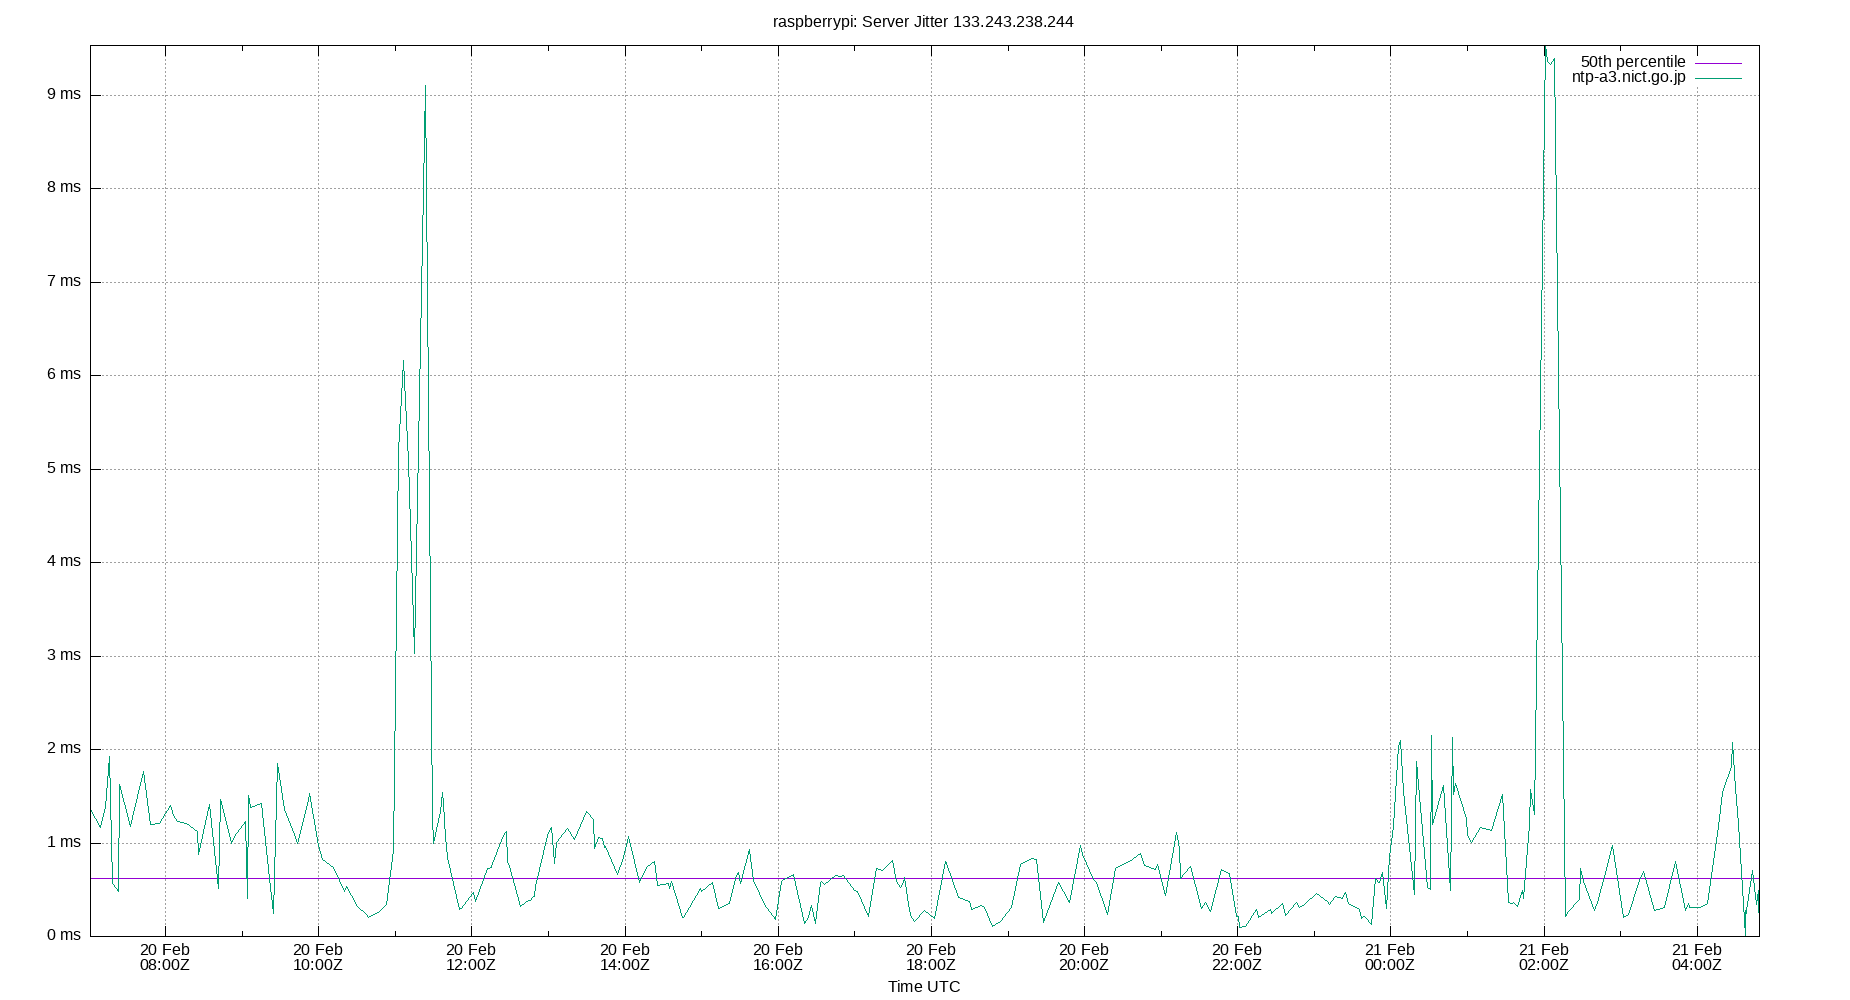 raspberrypi: Server Jitter 133.243.238.244
50th percentile
ntp-a3.nict.go.jp
9 ms
8 ms
7 ms
6 ms
5 ms
4 ms
3 ms
2 ms
1 ms
0 ms
20 Feb 20 Feb 20 Feb 20 Feb 20 Feb 20 Feb 20 Feb 20 Feb 21 Feb 21 Feb 21 Feb
08:00Z 10:00Z 12:00Z 14:00Z 16:00Z 18:00Z 20:00Z 22:00Z 00:00Z 02:00Z 04:00Z
Time UTC